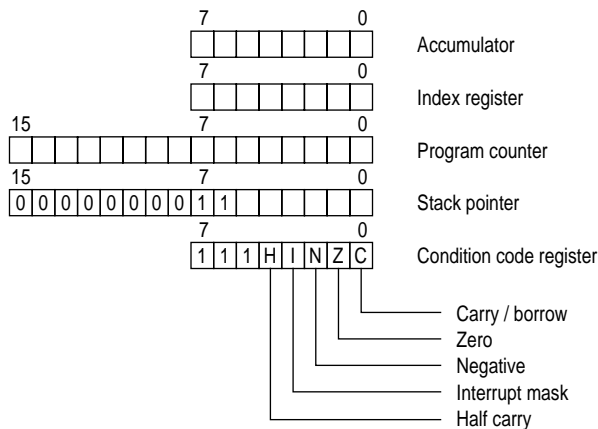 7 0
Accumulator
7 0
Index register
15 7 0
Program counter
15 7 0
0 0 0 0 0 0 0 0 1 1 Stack pointer
7 0
1 1 1 H I N Z C Condition code register
Carry / borrow
Zero
Negative
Interrupt mask
Half carry